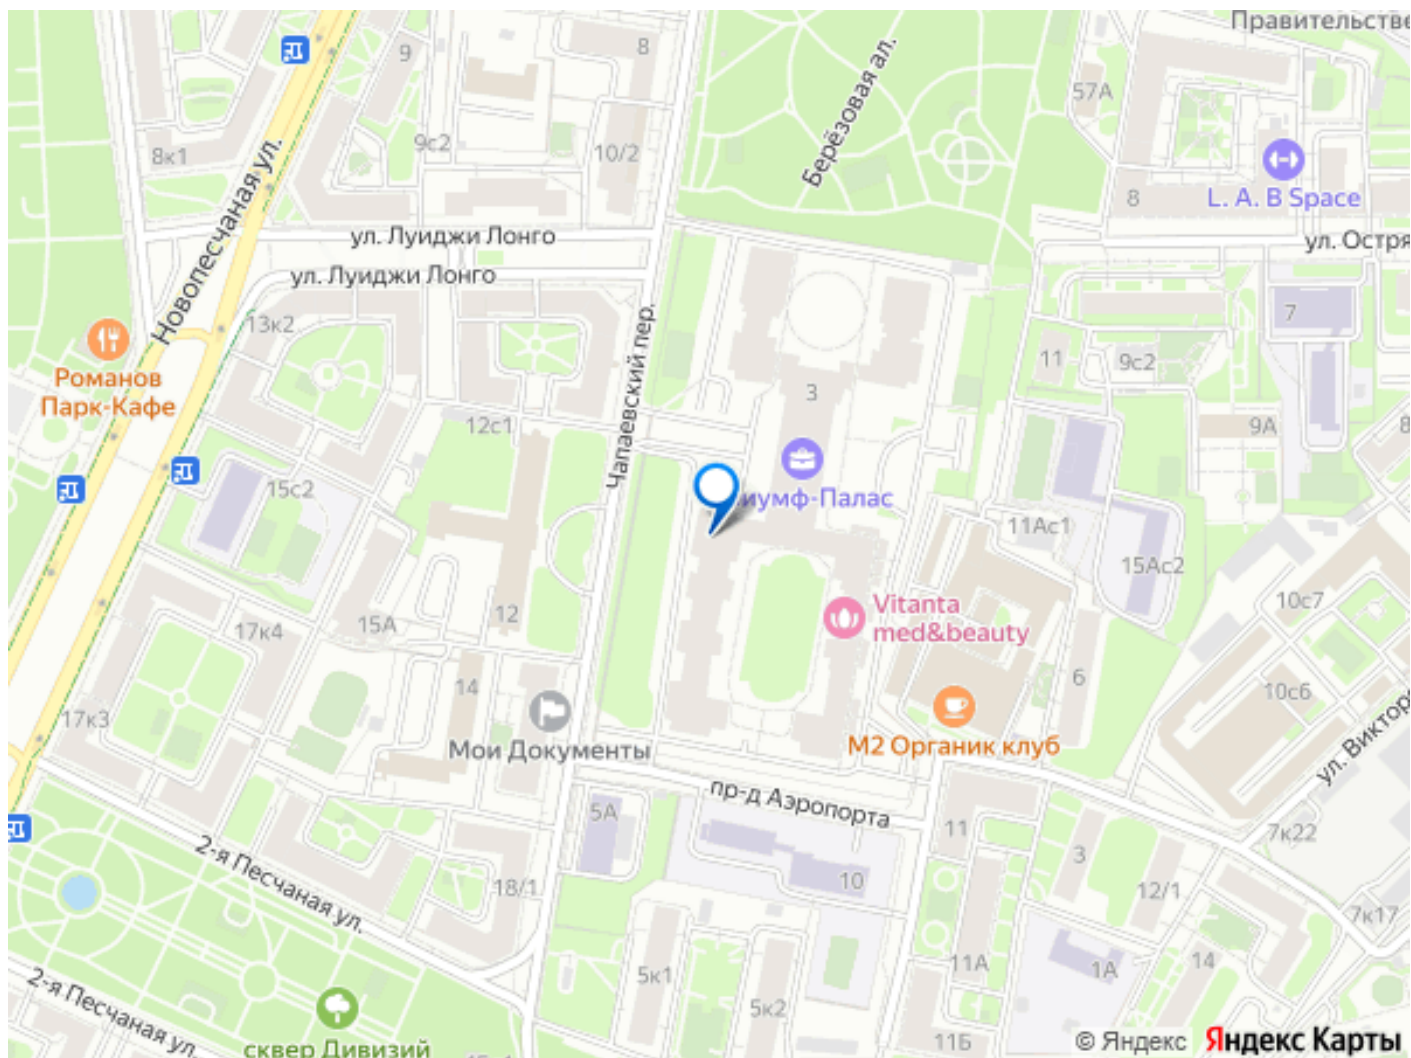 Правительстве
9
8
57А
Берёзовая ал.
9с2
8к1
10/2
L. A. B Space
8
Новопесчаная ул.
ул. Луиджи Лонго
ул. Остря
ул. Луиджи Лонго
13к2
7
Чапаевский пер.
11
9с2
Романов
Парк-Кафе
3
12с1
9А
8
15с2
иумф-Палас
11Ас1
15Ас2
Vitanta
med&beauty
10с7
12
15А
17к4
6
14
10с6
17к3
Мои Документы
М2 Органик клуб
ул. Виктор
пр-д Аэропорта
5А
11
7к22
3
2-я Песчаная ул.
10
18/1
12/1
7к17
11А
1А
14
5к1
2-я Песчаная ул.
5к2
11Б
сквер Дивизий
© Яндекс Яндекс Карты